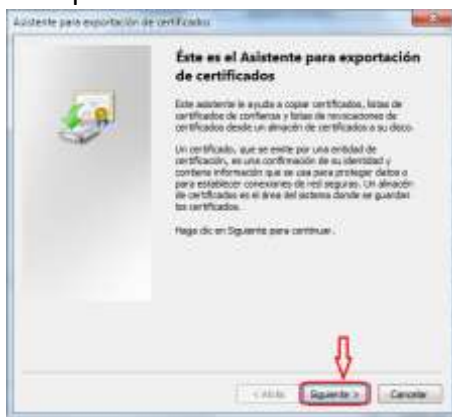 Asistente para exportación de certificados
Éste es el Asistente para exportación
de certificados
Este asistente le ayuda a copiar certificados, listas de
certificados de confianza y listas de revocaciones de
certificados desde un almacén de certificados a su disco.
Un certificado, que se emite por una entidad de
certificación, es una confirmación de su identidad y
contiene información que se usa para proteger datos o
para establecer conexiones de red seguras. Un almacén
de certificados es el área del sistema donde se guardan
los certificados.
Haga clic en Siguiente para continuar.
< Atrás Siguiente > Cancelar